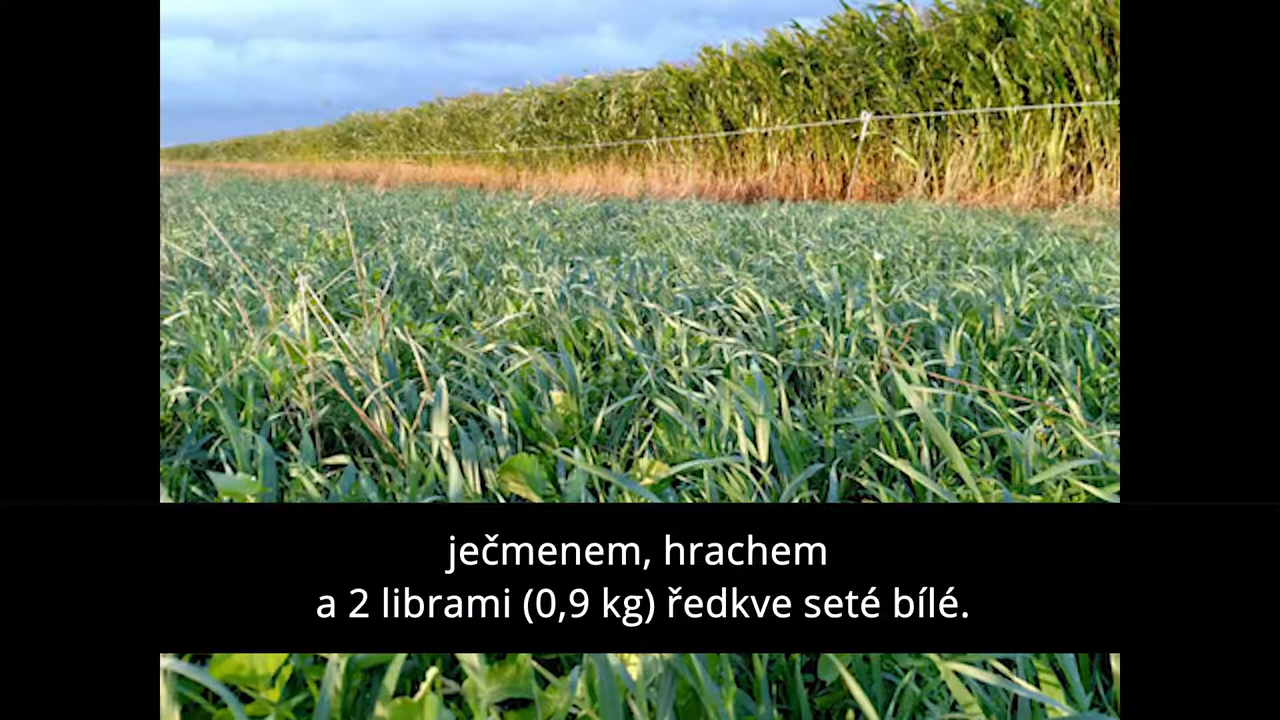 ječmenem, hrachem
a 2 librami (0,9 kg) ředkve seté bílé.